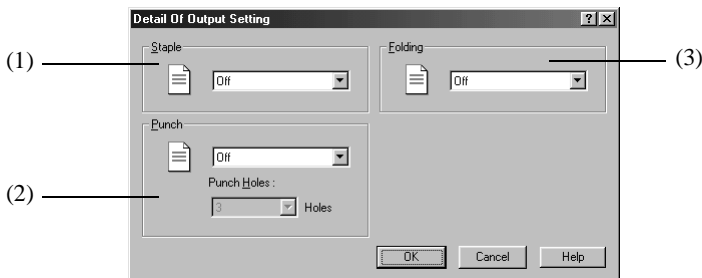 Detail Of Output Setting
(1)
Staple
Off
Folding
Off
(3)
Punch
Off
Punch Holes :
3 Holes
(2)
OK Cancel Help